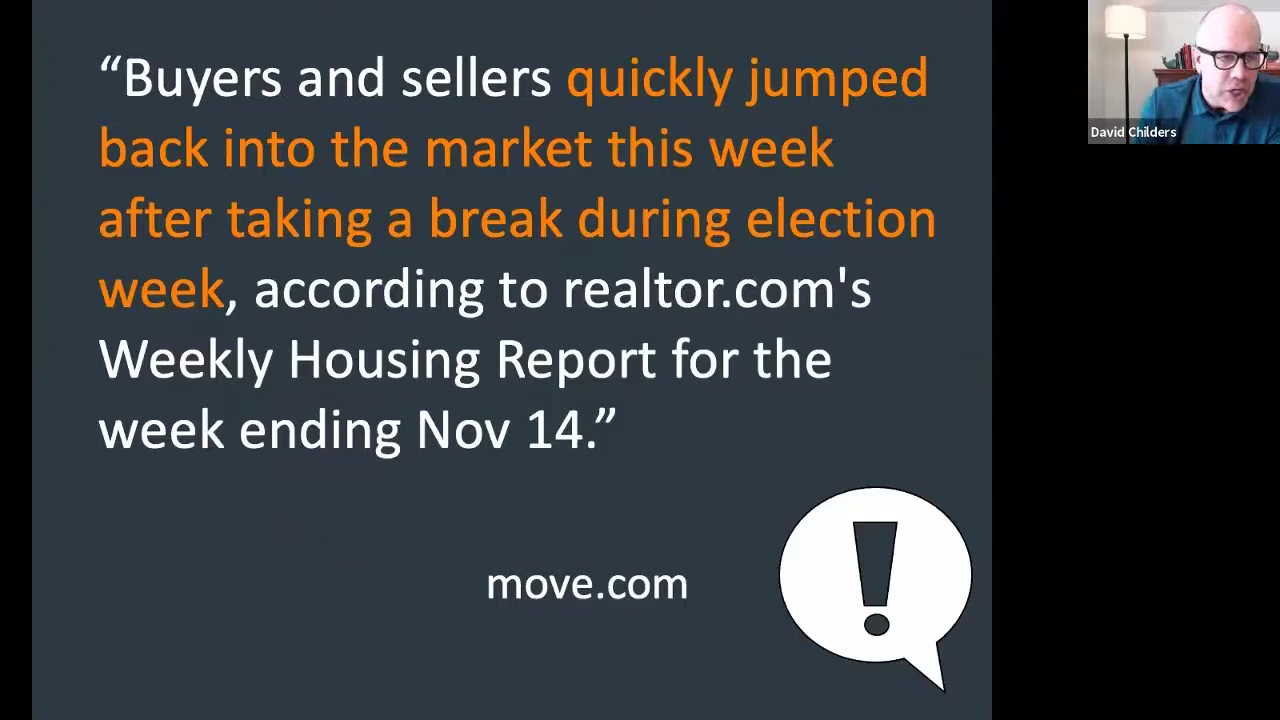 “Buyers and sellers quickly jumped
back into the market this week
after taking a break during election
week, according to realtor.com's
Weekly Housing Report for the
week ending Nov 14.”
move.com
David Childers